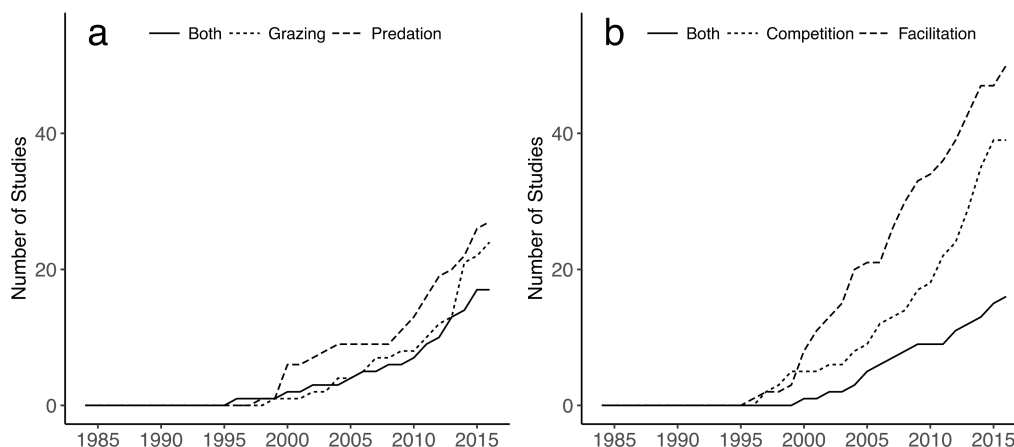 a
Both Grazing Predation
Number of Studies
40
20
0
1985 1990 1995 2000 2005 2010 2015
b
Both Competition Facilitation
Number of Studies
40
20
0
1985 1990 1995 2000 2005 2010 2015